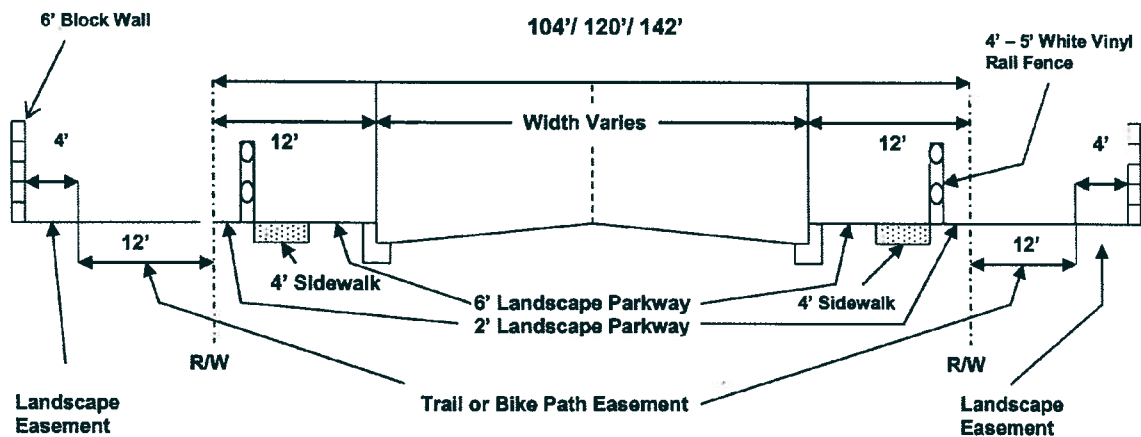 6' Block Wall
104'/ 120'/ 142'
4' – 5' White Vinyl
Rail Fence
4'
12'
Width Varies
12'
4'
12'
12'
4' Sidewalk
6' Landscape Parkway
4' Sidewalk
2' Landscape Parkway
R/W
R/W
Landscape
Easement
Trail or Bike Path Easement
Landscape
Easement